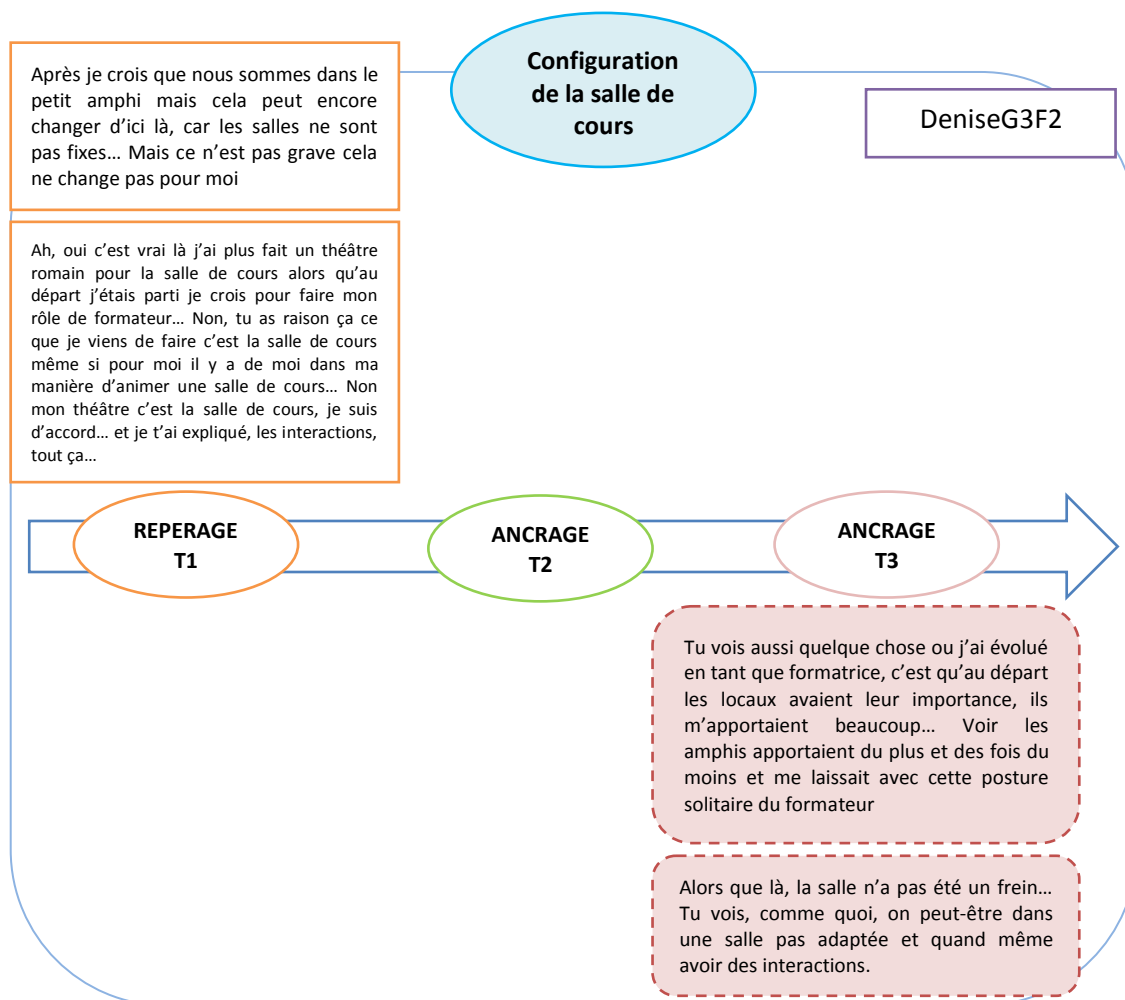 Après je crois que nous sommes dans le
petit amphi mais cela peut encore
changer d'ici là, car les salles ne sont
pas fixes… Mais ce n'est pas grave cela
ne change pas pour moi
Configuration
de la salle de
cours
DeniseG3F2
Ah, oui c'est vrai là j'ai plus fait un théâtre
romain pour la salle de cours alors qu'au
départ j'étais parti je crois pour faire mon
rôle de formateur… Non, tu as raison ça ce
que je viens de faire c'est la salle de cours
même si pour moi il y a de moi dans ma
manière d'animer une salle de cours… Non
mon théâtre c'est la salle de cours, je suis
d'accord… et je t'ai expliqué, les interactions,
tout ça…
REPERAGE
T1
ANCRAGE
T2
ANCRAGE
T3
Tu vois aussi quelque chose ou j'ai évolué
en tant que formatrice, c'est qu'au départ
les locaux avaient leur importance, ils
m'apportaient beaucoup… Voir les
amphis apportaient du plus et des fois du
moins et me laissait avec cette posture
solitaire du formateur
Alors que là, la salle n'a pas été un frein…
Tu vois, comme quoi, on peut-être dans
une salle pas adaptée et quand même
avoir des interactions.